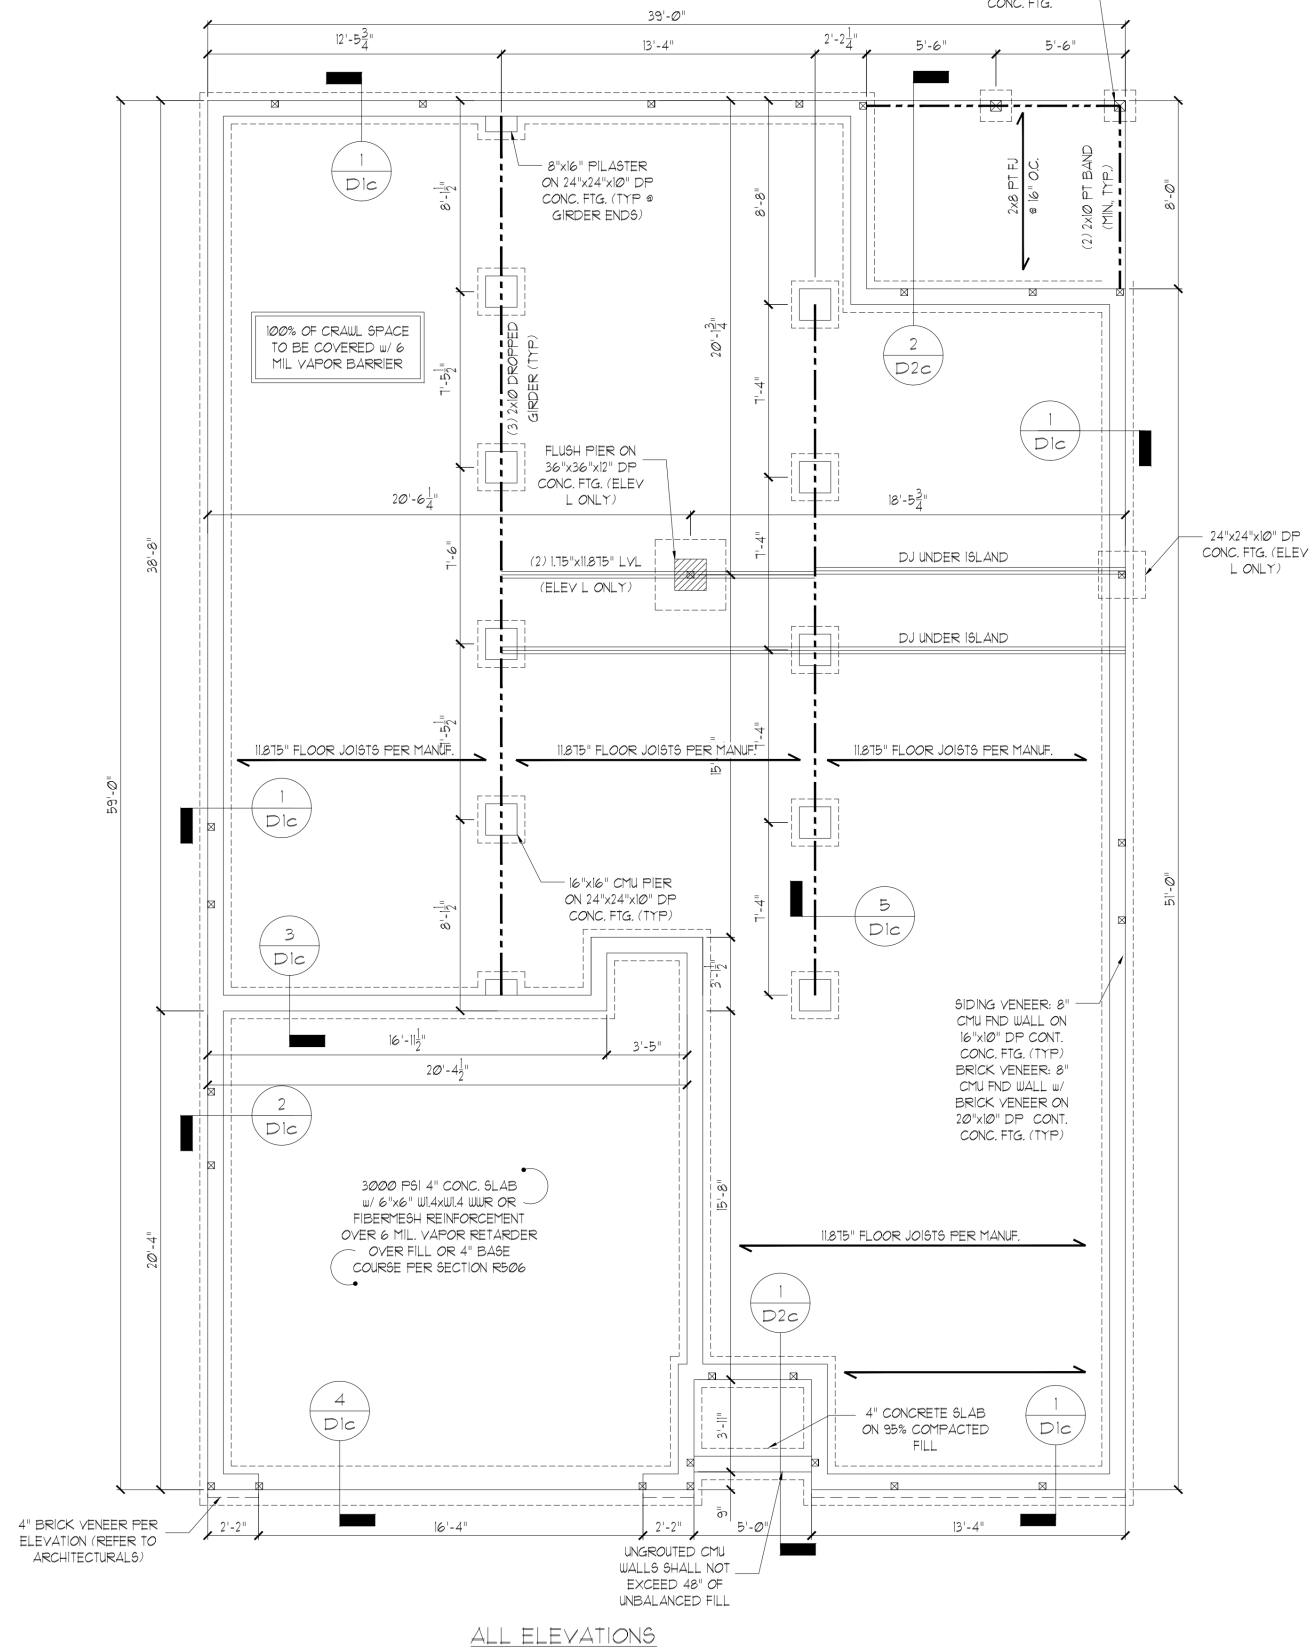 CONC. FTG.
39'-0"
12'-5 3/4"
13'-4"
2'-2 1/4"
5'-6"
5'-6"
1
D1c
8'-1 1/2"
8"x16" PILASTER
ON 24"x24"x10" DP
CONC. FTG. (TYP @
GIRDER ENDS)
8'-8"
2x8 PT FJ
@ 16" O.C.
(2) 2x10 PT BAND
(MIN., TYP.)
8'-0"
100% OF CRAWL SPACE
TO BE COVERED w/ 6
MIL VAPOR BARRIER
7'-5 1/2"
(3) 2x10 DROPPED
GIRDER (TYP)
20'-1 3/4"
7'-4"
2
D2c
1
D1c
FLUSH PIER ON
36"x36"x12" DP
CONC. FTG. (ELEV
L ONLY)
20'-6 1/4"
18'-5 3/4"
38'-8"
7'-6"
7'-4"
(2) 1.75"x11.875" LVL
(ELEV L ONLY)
DJ UNDER ISLAND
24"x24"x10" DP
CONC. FTG. (ELEV
L ONLY)
DJ UNDER ISLAND
7'-5 1/2"
7'-4"
11.875" FLOOR JOISTS PER MANUF.
11.875" FLOOR JOISTS PER MANUF.
11.875" FLOOR JOISTS PER MANUF.
59'-0"
1
D1c
16"x16" CMU PIER
ON 24"x24"x10" DP
CONC. FTG. (TYP)
8'-1 1/2"
7'-4"
5
D1c
51'-0"
3
D1c
3'-1 1/2"
SIDING VENEER: 8"
CMU FND WALL ON
16"x10" DP CONT.
CONC. FTG. (TYP)
BRICK VENEER: 8"
CMU FND WALL w/
BRICK VENEER ON
20"x10" DP CONT.
CONC. FTG. (TYP)
16'-11 1/2"
3'-5"
20'-4 1/2"
2
D1c
3000 PSI 4" CONC. SLAB
w/ 6"x6" W1.4xW1.4 WWR OR
FIBERMESH REINFORCEMENT
OVER 6 MIL. VAPOR RETARDER
OVER FILL OR 4" BASE
COURSE PER SECTION R506
15'-8"
20'-4"
11.875" FLOOR JOISTS PER MANUF.
1
D2c
4
D1c
3'-11"
4" CONCRETE SLAB
ON 95% COMPACTED
FILL
1
D1c
9"
4" BRICK VENEER PER
ELEVATION (REFER TO
ARCHITECTURALS)
2'-2"
16'-4"
2'-2"
5'-0"
13'-4"
UNGROUTED CMU
WALLS SHALL NOT
EXCEED 48" OF
UNBALANCED FILL
ALL ELEVATIONS